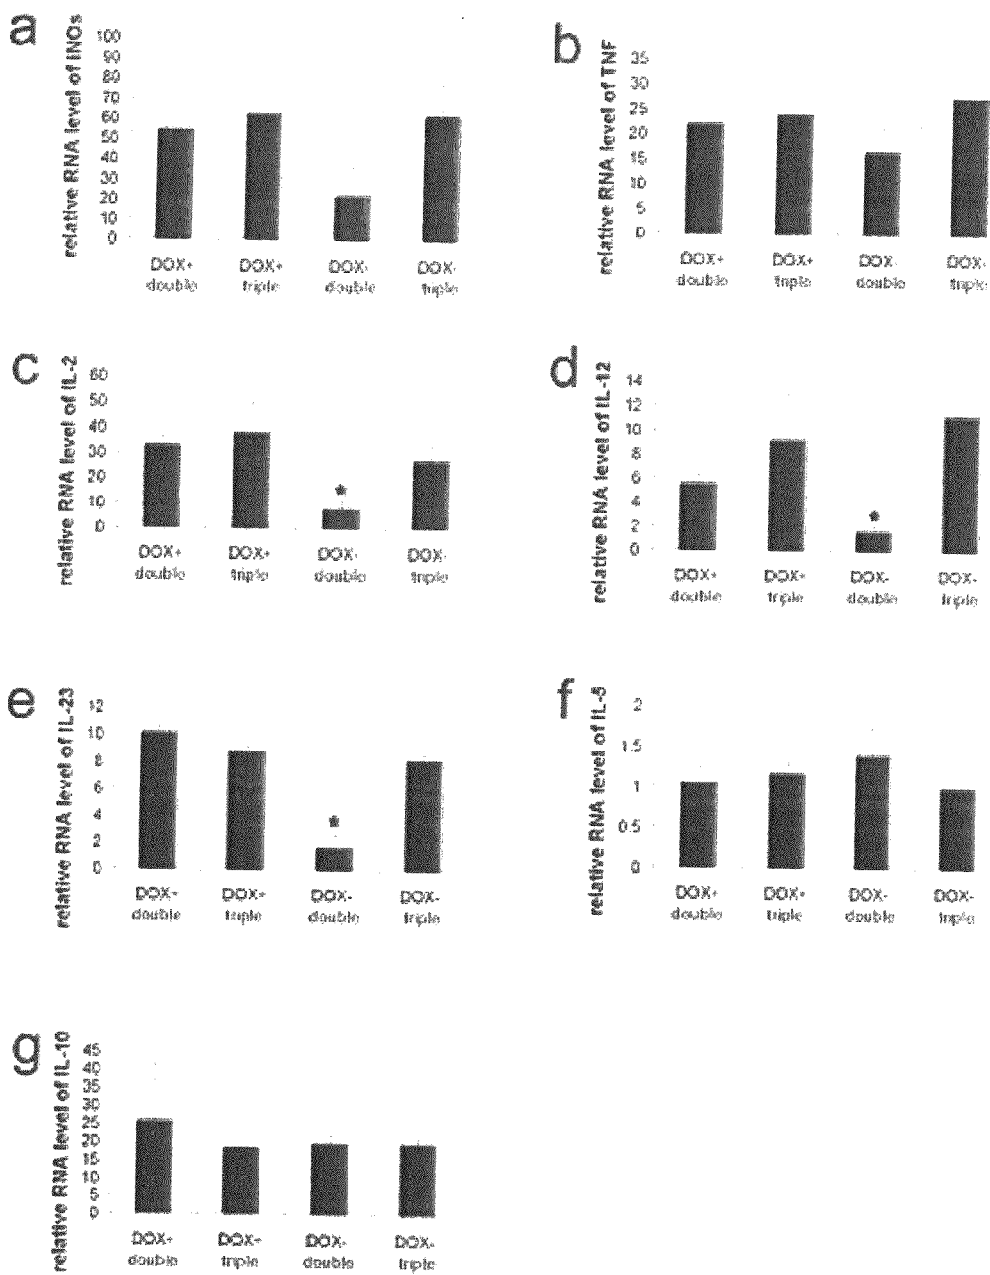 a
relative RNA level of iNOs
100
90
80
70
60
50
40
30
20
10
0
DOX+ DOX+ DOX- DOX-
double triple double triple
b
relative RNA level of TNF
35
30
25
20
15
10
5
0
DOX+ DOX+ DOX- DOX-
double triple double triple
c
relative RNA level of IL-2
60
50
40
30
20
10
0
DOX+ DOX+ DOX- DOX-
double triple double triple
*
d
relative RNA level of IL-12
14
12
10
8
6
4
2
0
DOX+ DOX+ DOX- DOX-
double triple double triple
*
e
relative RNA level of IL-23
12
10
8
6
4
2
0
DOX+ DOX+ DOX- DOX-
double triple double triple
*
f
relative RNA level of IL-5
2
1.5
1
0.5
0
DOX+ DOX+ DOX- DOX-
double triple double triple
g
relative RNA level of IL-10
45
40
35
30
25
20
15
10
5
0
DOX+ DOX+ DOX- DOX-
double triple double triple